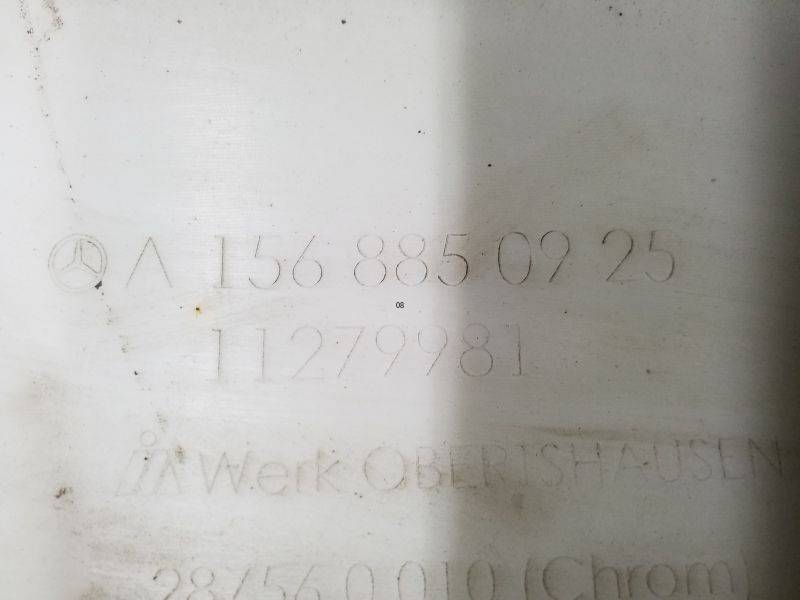 A 156 885 09 25
08
11279981
Werk OBERTSHAUSEN
28/56 0 010 (Chrom)